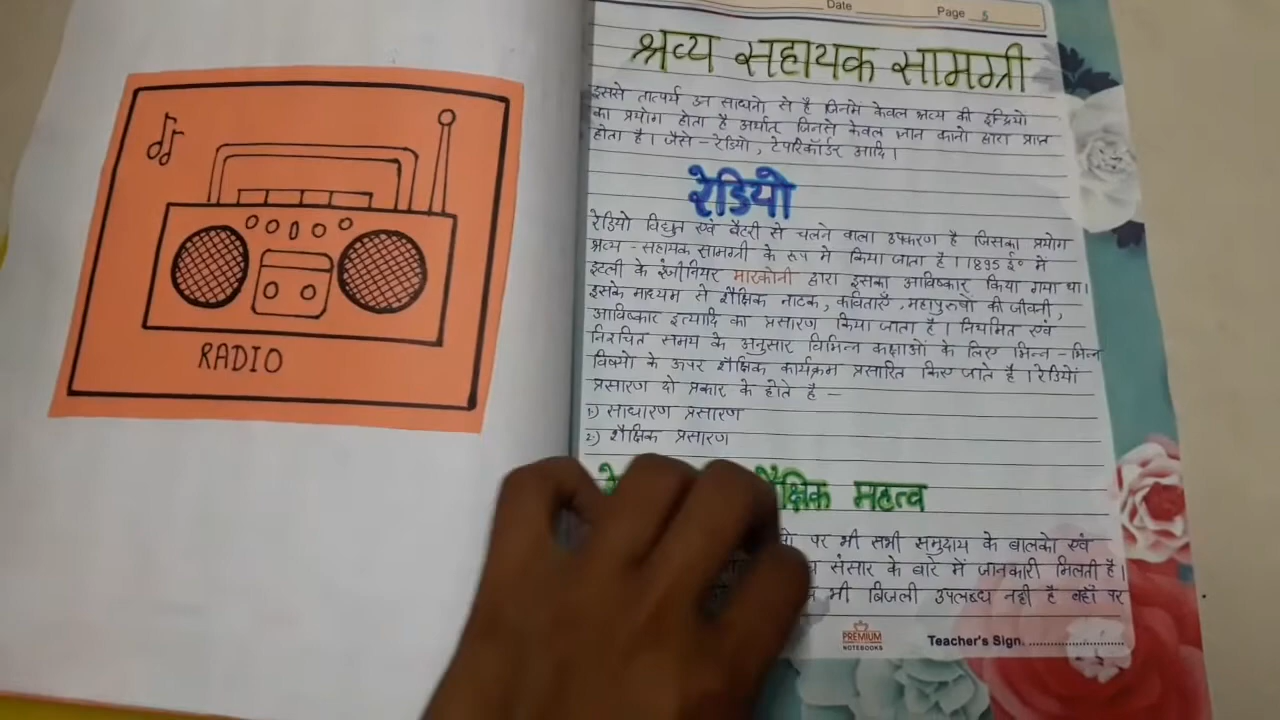 RADIO
Date
Page 5
श्रव्य सहायक सामग्री
इससे तात्पर्य उन साधनो से है जिनमे केवल श्रव्य की इन्द्रियो
का प्रयोग होता है अर्थात् जिनसे केवल ज्ञान कानो द्वारा प्राप्त
होता है। जैसे - रेडियो, टेपरिकॉर्डर आदि।
रेडियो
रेडियो विद्युत एवं बैटरी से चलने वाला उपकरण है जिसका प्रयोग
श्रव्य - सहायक सामग्री के रूप मे किया जाता है। 1895 ई० मे
इटली के इंजीनियर मारकोनी द्वारा इसका आविष्कार किया गया था।
इसके माध्यम से शैक्षिक नाटक, कविताएँ, महापुरुषो की जीवनी,
आविष्कार इत्यादि का प्रसारण किया जाता है। नियमित एवं
निश्चित समय के अनुसार विभिन्न कक्षाओं के लिए भिन्न - भिन्न
विषयो के ऊपर शैक्षिक कार्यक्रम प्रसारित किए जाते है। रेडियों
प्रसारण दो प्रकार के होते है -
1.) साधारण प्रसारण
2.) शैक्षिक प्रसारण
शैक्षिक महत्व
पर भी सभी समुदाय के बालको एवं
संसार के बारे में जानकारी मिलती है।
भी बिजली उपलब्ध नही है वहाँ पर
PREMIUM
NOTEBOOKS
Teacher's Sign.